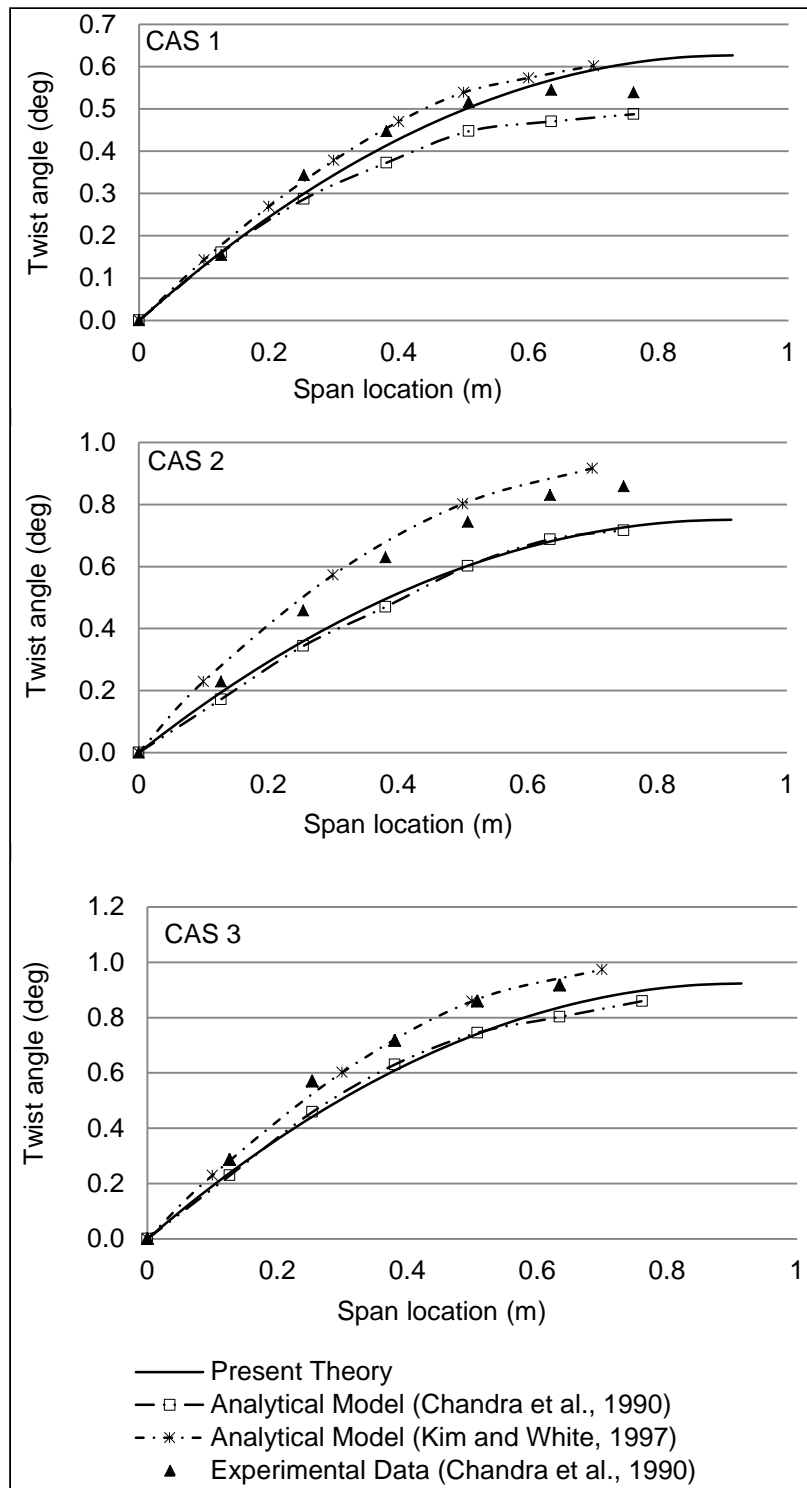 CAS 1
0.7
0.6
0.5
0.4
0.3
0.2
0.1
0.0
Twist angle (deg)
0 0.2 0.4 0.6 0.8 1
Span location (m)
CAS 2
1.0
0.8
0.6
0.4
0.2
0.0
Twist angle (deg)
0 0.2 0.4 0.6 0.8 1
Span location (m)
CAS 3
1.2
1.0
0.8
0.6
0.4
0.2
0.0
Twist angle (deg)
0 0.2 0.4 0.6 0.8 1
Span location (m)
Present Theory
Analytical Model (Chandra et al., 1990)
Analytical Model (Kim and White, 1997)
Experimental Data (Chandra et al., 1990)